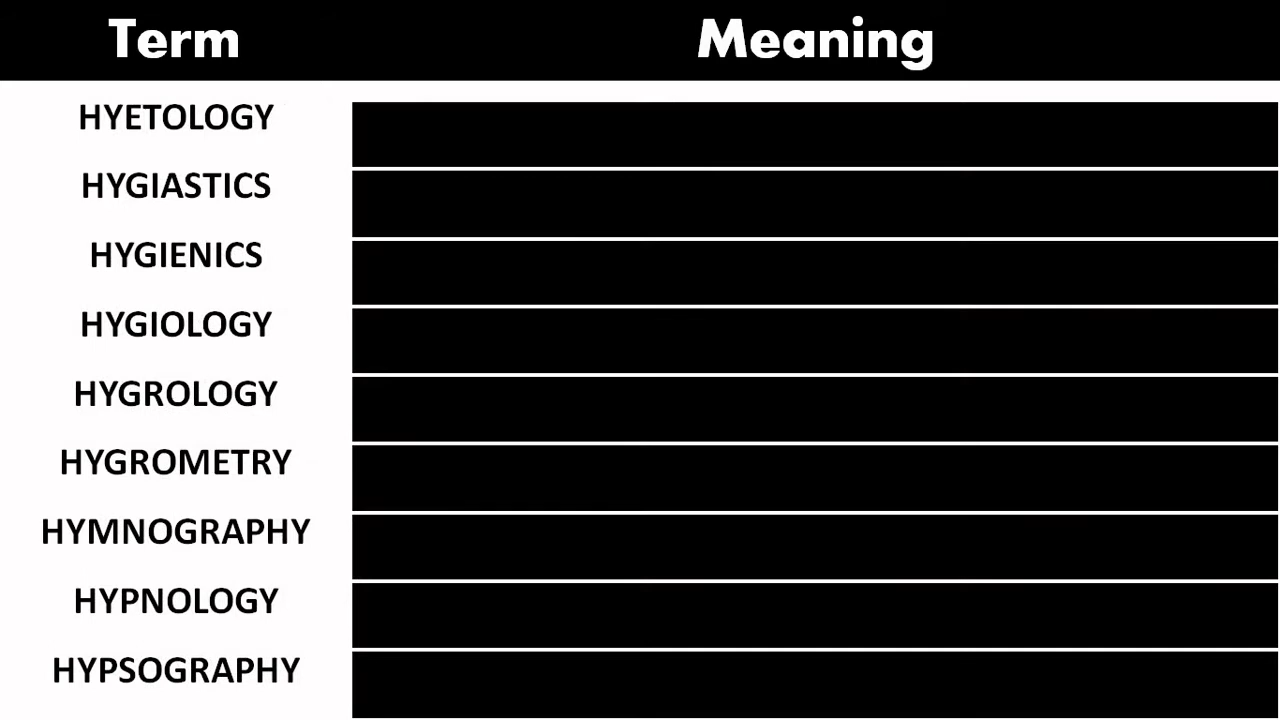 Term Meaning
HYETOLOGY
HYGIASTICS
HYGIENICS
HYGIOLOGY
HYGROLOGY
HYGROMETRY
HYMNOGRAPHY
HYPNOLOGY
HYPSOGRAPHY